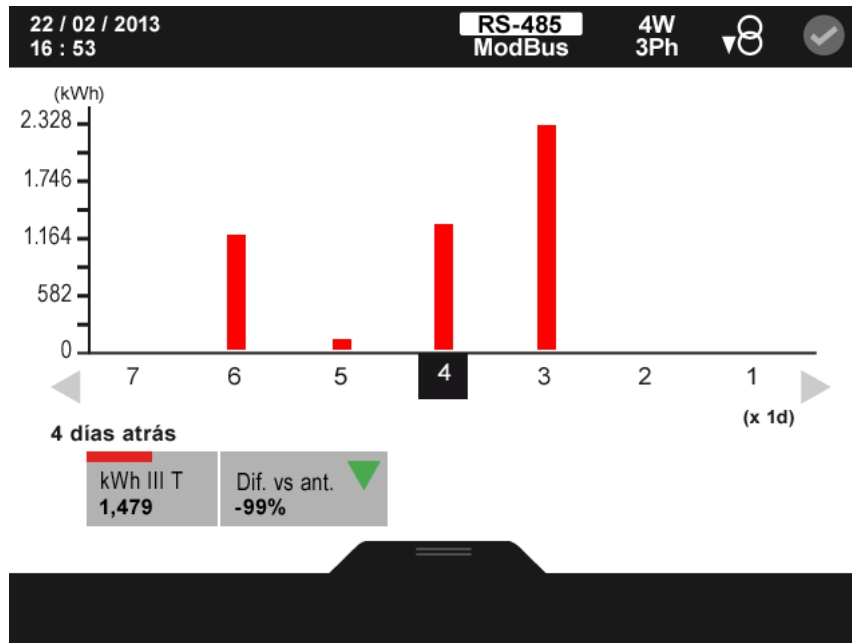 22 / 02 / 2013 RS-485 4W
16 : 53 ModBus 3Ph
(kWh)
2.328
1.746
1.164
582
0
7 6 5 4 3 2 1
(x 1d)
4 días atrás
kWh III T Dif. vs ant.
1,479 -99%